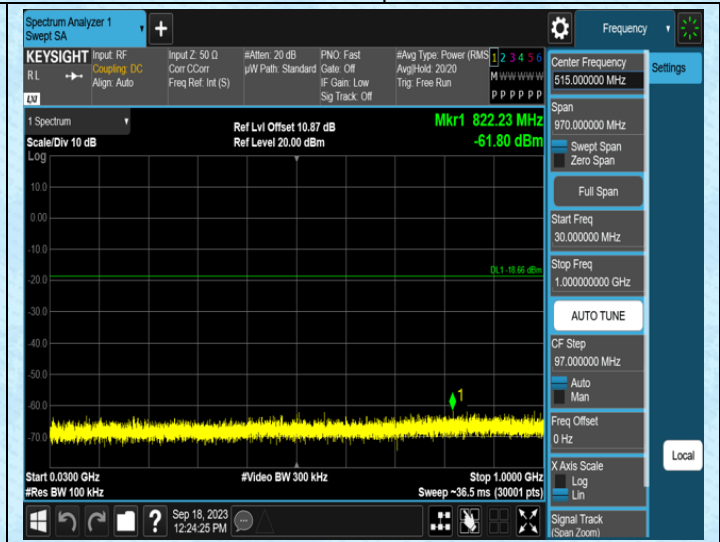 Spectrum Analyzer 1
Swept SA
Frequency
KEYSIGHT
RL
LXI
Input: RF
Coupling: DC
Align: Auto
Input Z: 50 Ω
Corr CCorr
Freq Ref: Int (S)
#Atten: 20 dB
µW Path: Standard
PNO: Fast
Gate: Off
IF Gain: Low
Sig Track: Off
#Avg Type: Power (RMS
Avg|Hold: 20/20
Trig: Free Run
1 2 3 4 5 6
M W W W W W
P P P P P P
1 Spectrum
Scale/Div 10 dB
Log
Ref Lvl Offset 10.87 dB
Ref Level 20.00 dBm
Mkr1 822.23 MHz
-61.80 dBm
10.0
0.00
-10.0
-20.0
-30.0
-40.0
-50.0
-60.0
-70.0
DL1 -18.66 dBm
1
Start 0.0300 GHz
#Res BW 100 kHz
#Video BW 300 kHz
Stop 1.0000 GHz
Sweep ~36.5 ms (30001 pts)
?
Sep 18, 2023
12:24:25 PM
Center Frequency
515.000000 MHz
Span
970.000000 MHz
Swept Span
Zero Span
Full Span
Start Freq
30.000000 MHz
Stop Freq
1.000000000 GHz
AUTO TUNE
CF Step
97.000000 MHz
Auto
Man
Freq Offset
0 Hz
X Axis Scale
Log
Lin
Signal Track
(Span Zoom)
Settings
Local